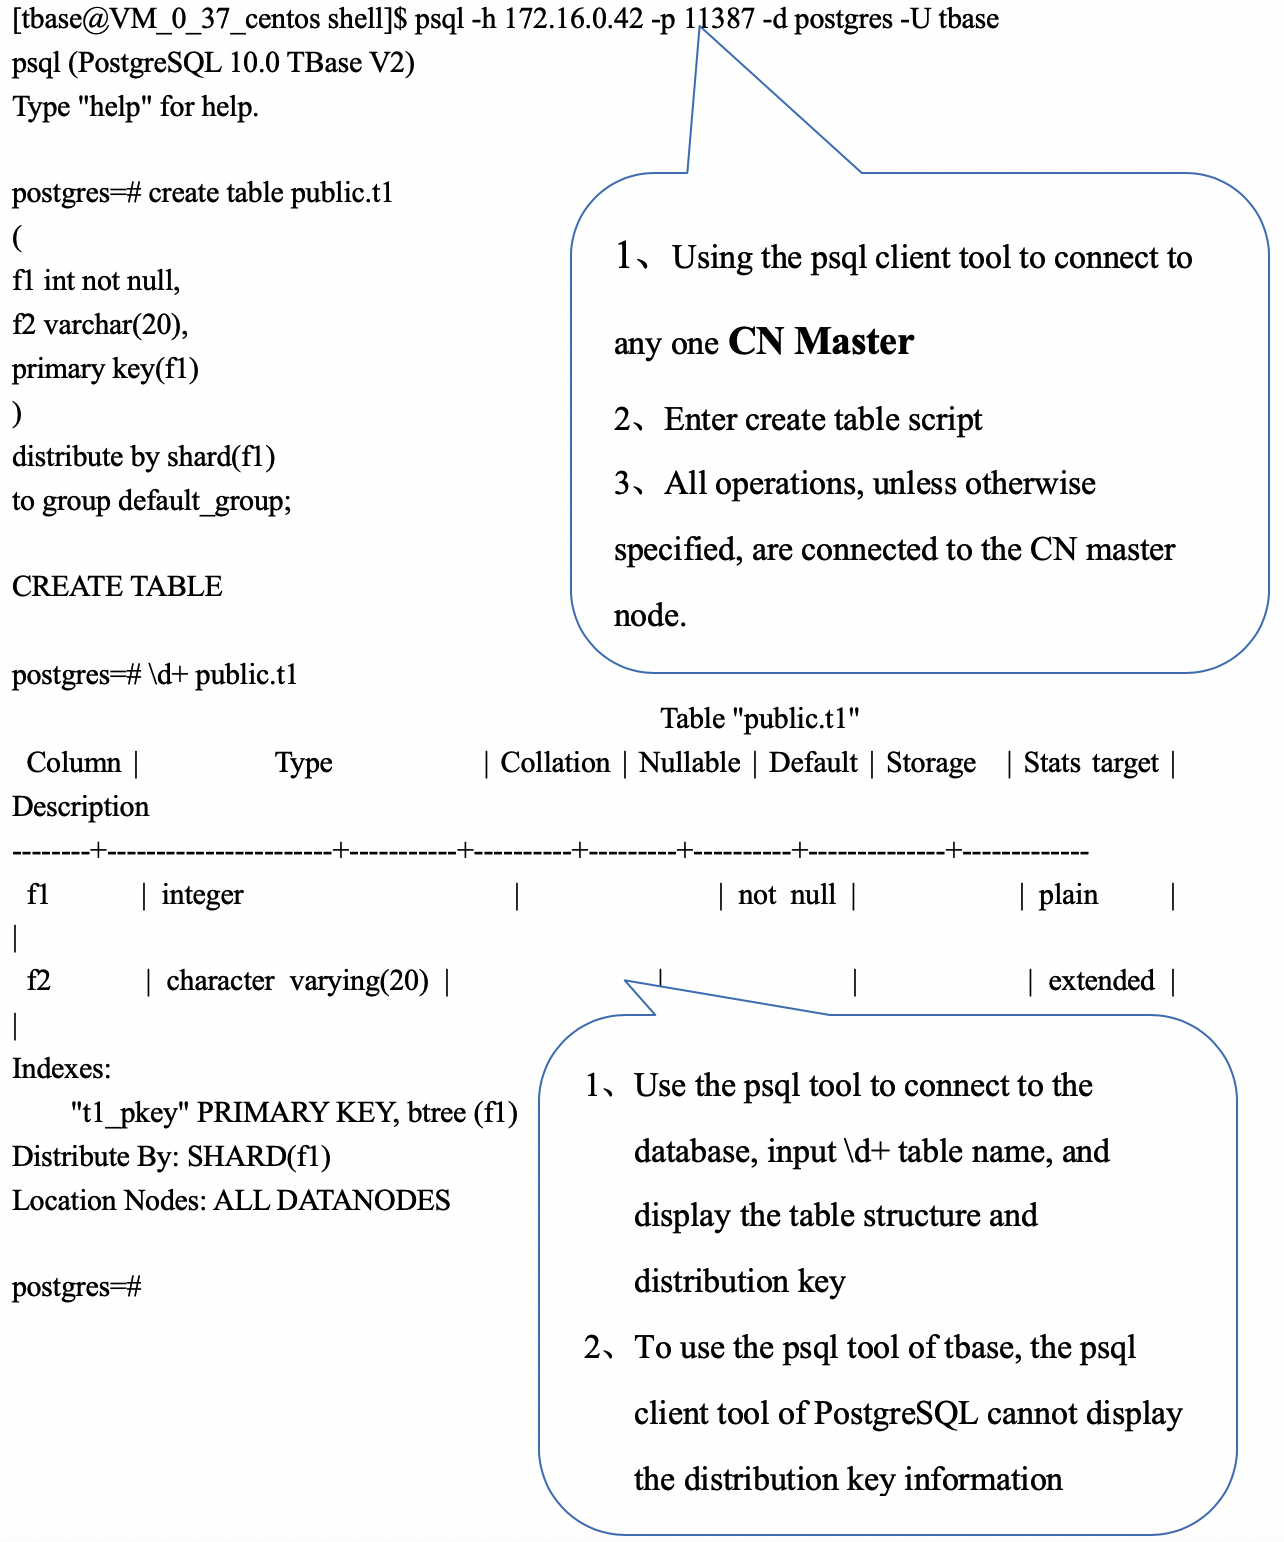 [tbase@VM_0_37_centos shell]$ psql -h 172.16.0.42 -p 11387 -d postgres -U tbase
psql (PostgreSQL 10.0 TBase V2)
Type "help" for help.
postgres=# create table public.t1
(
f1 int not null,
f2 varchar(20),
primary key(f1)
)
distribute by shard(f1)
to group default_group;
CREATE TABLE
1、Using the psql client tool to connect to
any one CN Master
2、Enter create table script
3、All operations, unless otherwise
specified, are connected to the CN master
node.
postgres=# \d+ public.t1
Table "public.t1"
Column | Type | Collation | Nullable | Default | Storage | Stats target |
Description
--------+-----------------------+-----------+----------+---------+----------+--------------+-------------
f1 | integer | | not null | | plain |
|
f2 | character varying(20) | | | | extended |
|
Indexes:
"t1_pkey" PRIMARY KEY, btree (f1)
Distribute By: SHARD(f1)
Location Nodes: ALL DATANODES
postgres=#
1、Use the psql tool to connect to the
database, input \d+ table name, and
display the table structure and
distribution key
2、To use the psql tool of tbase, the psql
client tool of PostgreSQL cannot display
the distribution key information